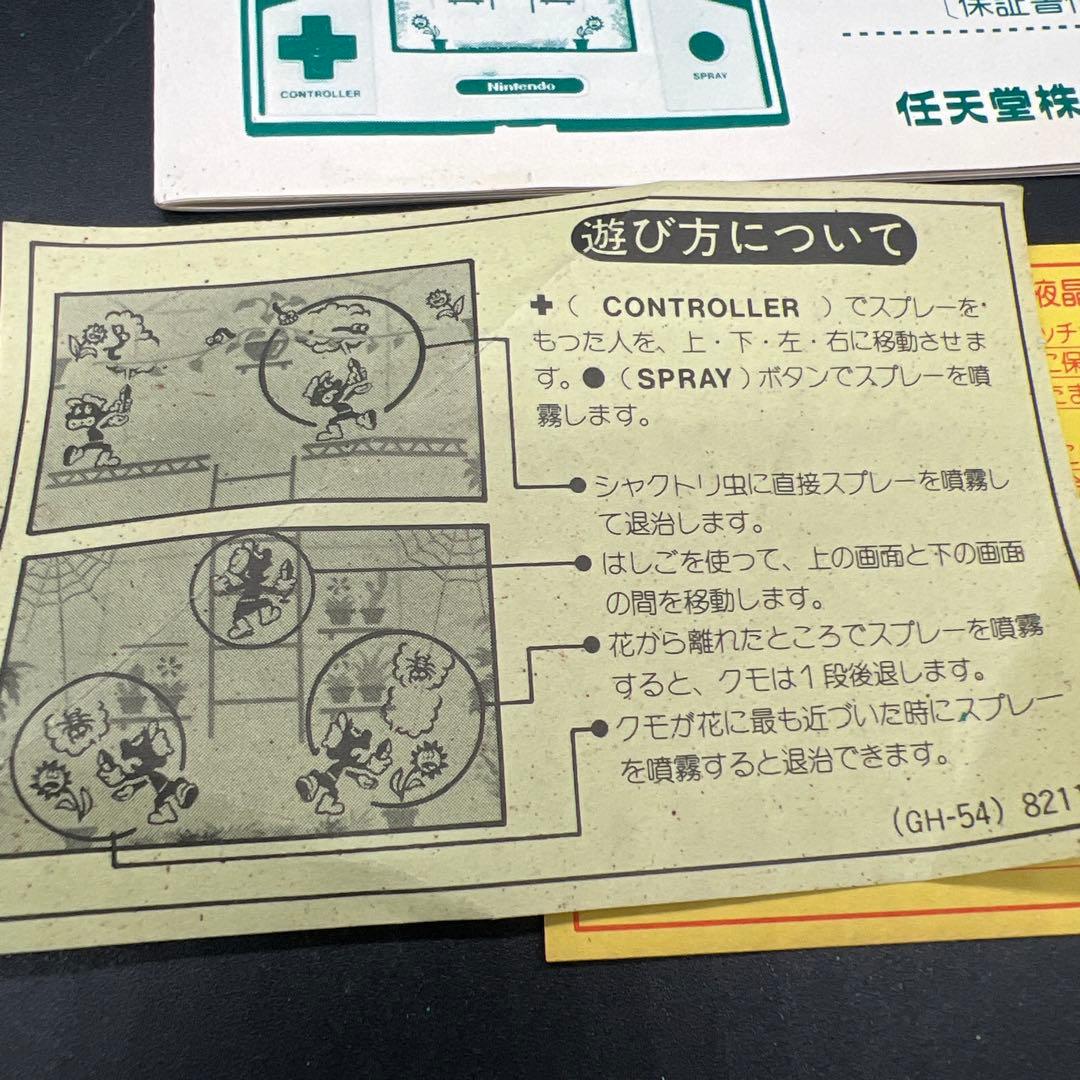 〔保証書
CONTROLLER
Nintendo
SPRAY
任天堂株
遊び方について
✚( CONTROLLER )でスプレーを
もった人を、上・下・左・右に移動させま
す。●(SPRAY)ボタンでスプレーを噴
霧します。
●シャクトリ虫に直接スプレーを噴霧し
て退治します。
●はしごを使って、上の画面と下の画面
の間を移動します。
●花から離れたところでスプレーを噴霧
すると、クモは1段後退します。
●クモが花に最も近づいた時にスプレー
を噴霧すると退治できます。
(GH-54) 8211
液晶
ッチ